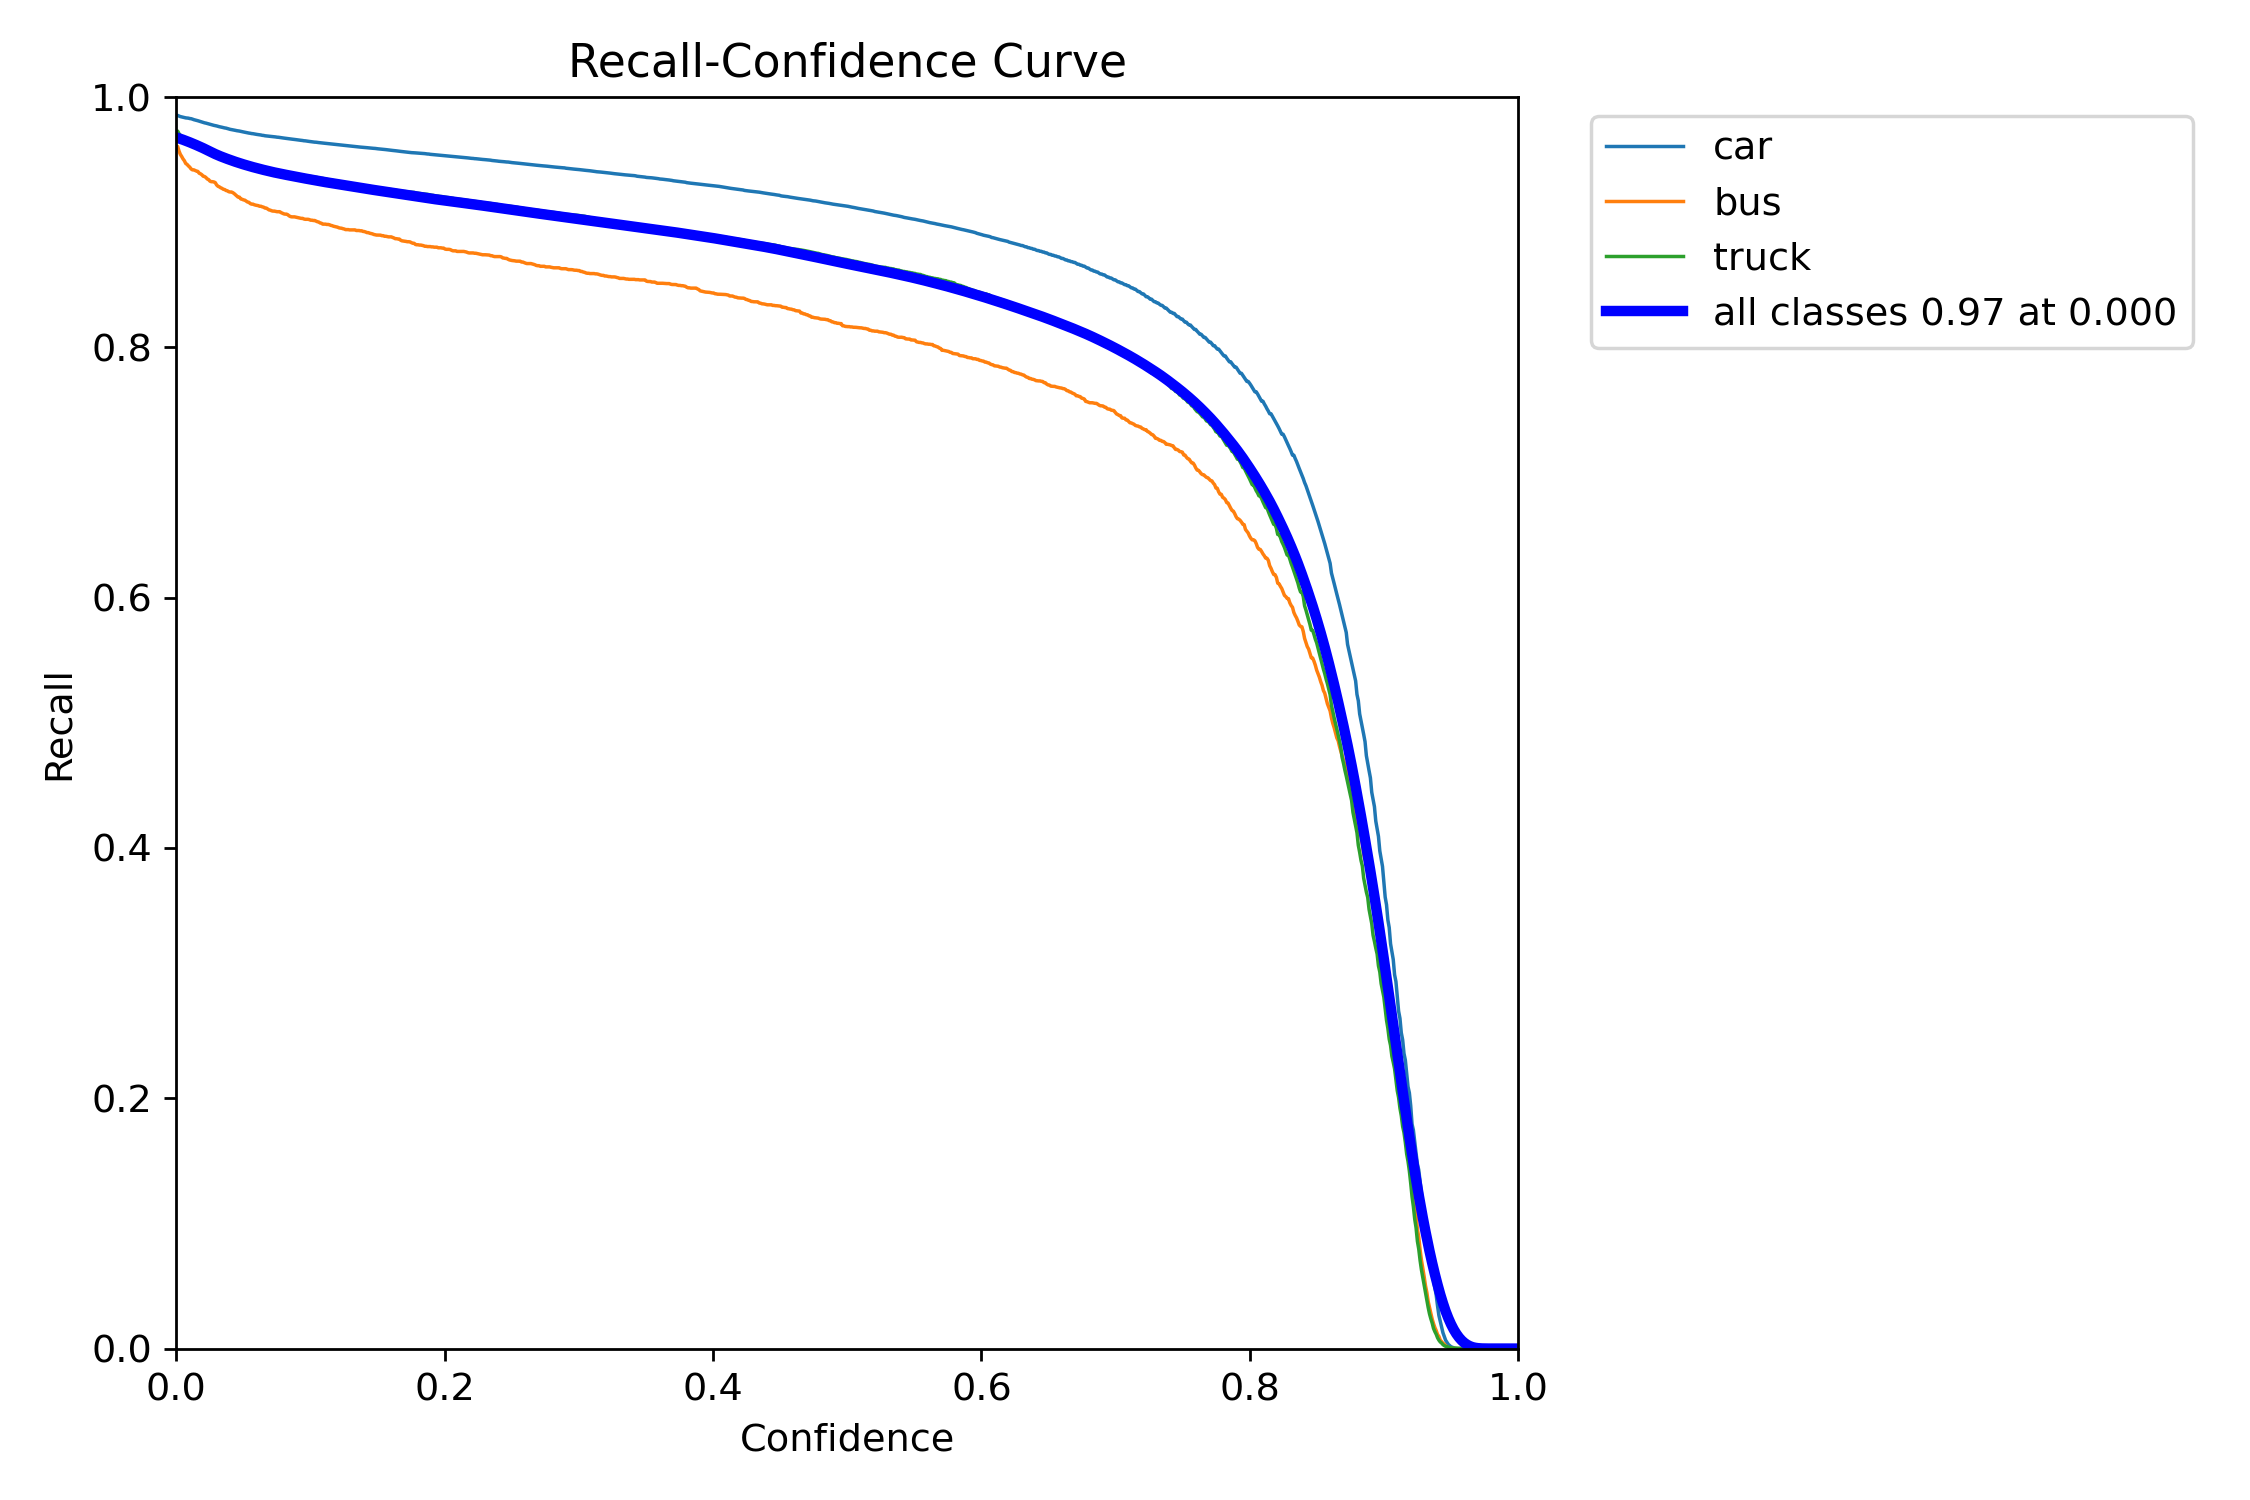 Recall-Confidence Curve
1.0
0.8
0.6
0.4
0.2
0.0
Recall
0.0 0.2 0.4 0.6 0.8 1.0
Confidence
car
bus
truck
all classes 0.97 at 0.000